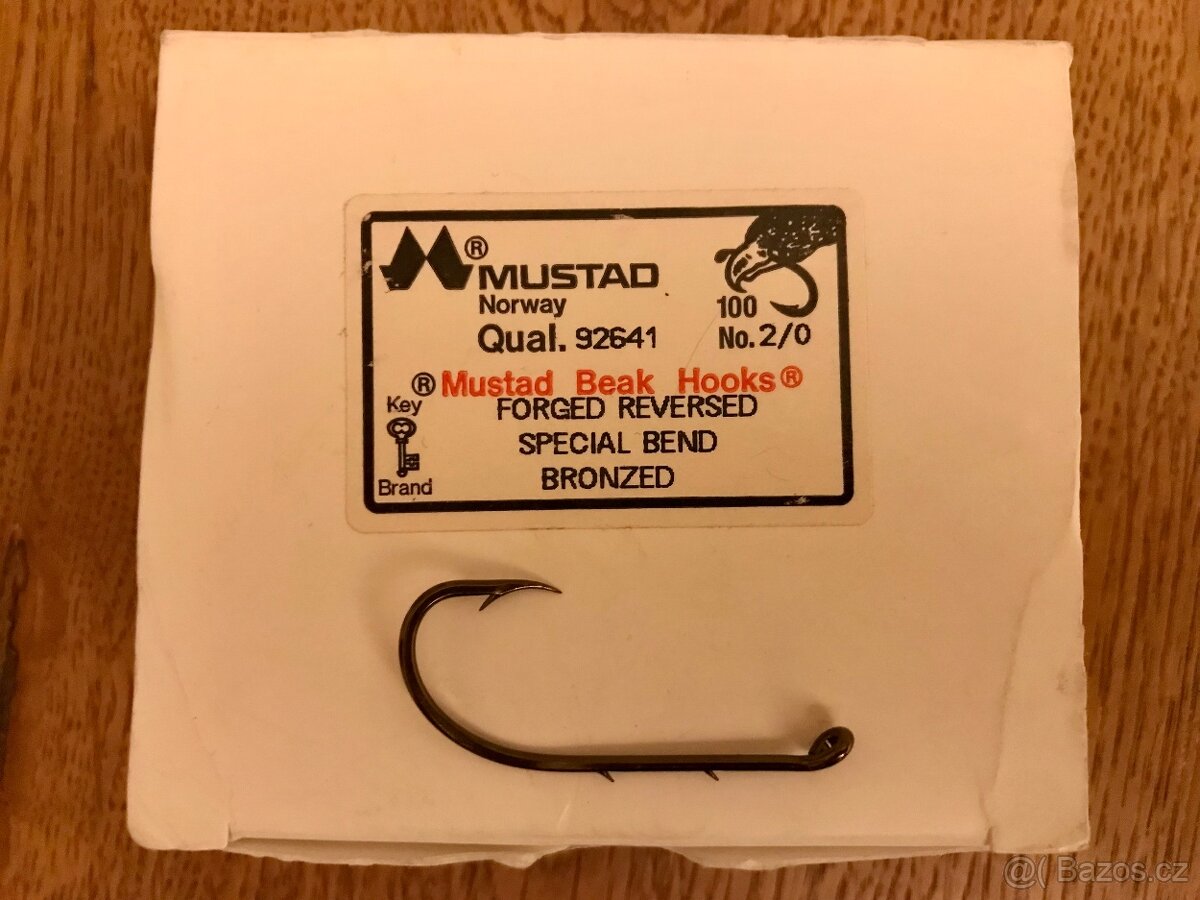 ® MUSTAD
Norway 100
Qual. 92641 No. 2/0
® Mustad Beak Hooks®
Key FORGED REVERSED
SPECIAL BEND
Brand BRONZED
@( Bazos.cz